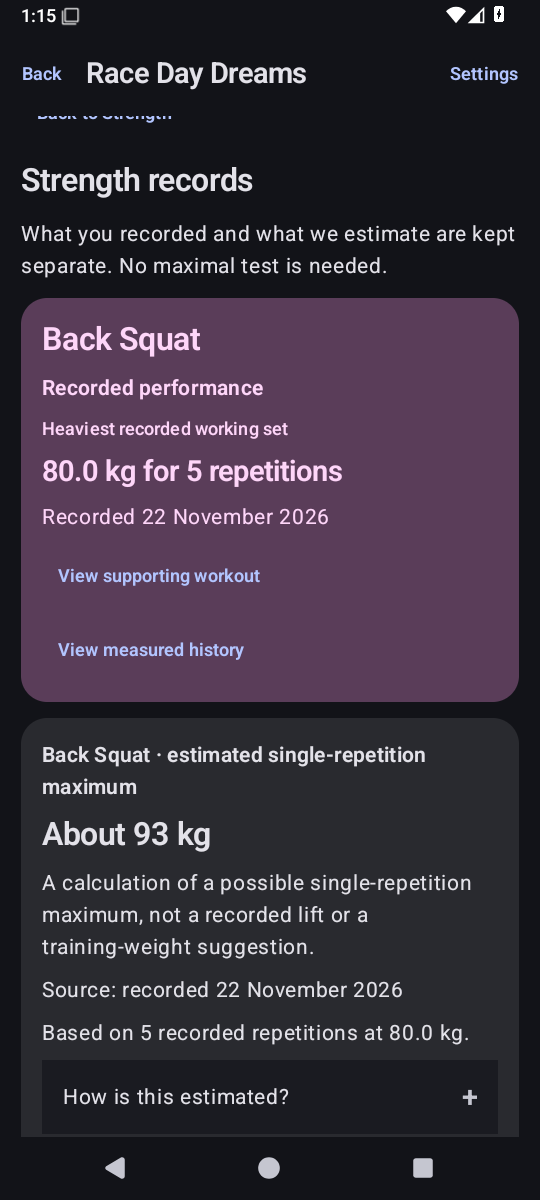 1:15
Back Race Day Dreams Settings
Back to Strength
Strength records
What you recorded and what we estimate are kept
separate. No maximal test is needed.
Back Squat
Recorded performance
Heaviest recorded working set
80.0 kg for 5 repetitions
Recorded 22 November 2026
View supporting workout
View measured history
Back Squat · estimated single-repetition
maximum
About 93 kg
A calculation of a possible single-repetition
maximum, not a recorded lift or a
training-weight suggestion.
Source: recorded 22 November 2026
Based on 5 recorded repetitions at 80.0 kg.
How is this estimated? +